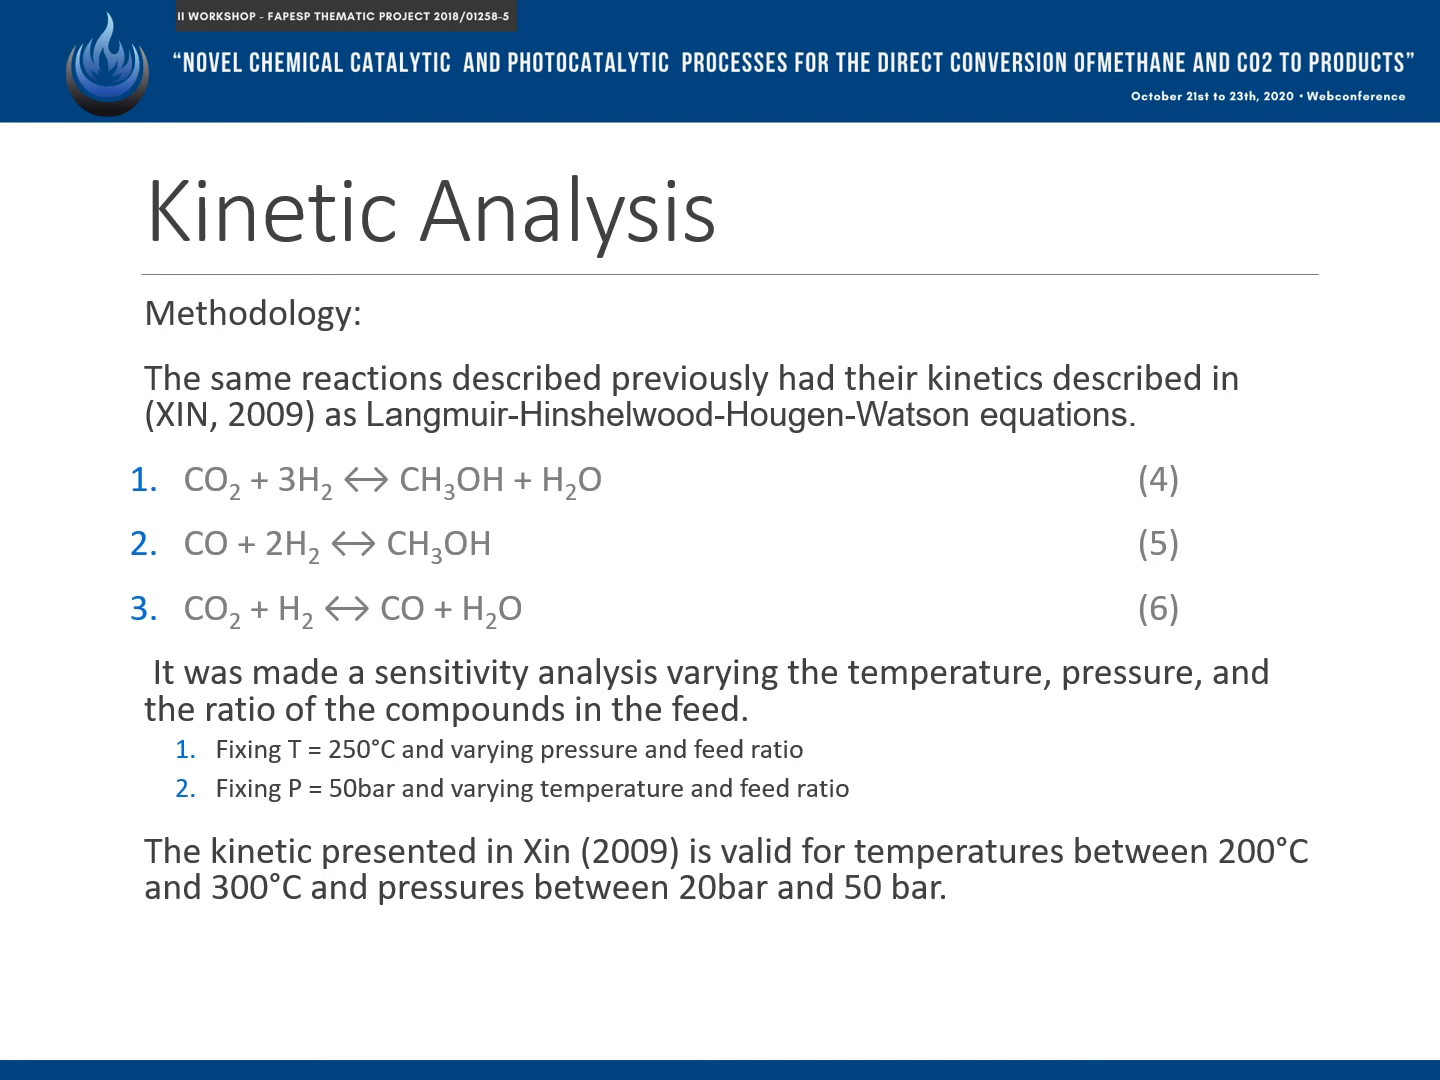 II WORKSHOP - FAPESP THEMATIC PROJECT 2018/01258-5
“NOVEL CHEMICAL CATALYTIC AND PHOTOCATALYTIC PROCESSES FOR THE DIRECT CONVERSION OFMETHANE AND CO2 TO PRODUCTS”
October 21st to 23th, 2020 • Webconference
Kinetic Analysis
Methodology:
The same reactions described previously had their kinetics described in
(XIN, 2009) as Langmuir-Hinshelwood-Hougen-Watson equations.
1. CO₂ + 3H₂ ↔ CH₃OH + H₂O (4)
2. CO + 2H₂ ↔ CH₃OH (5)
3. CO₂ + H₂ ↔ CO + H₂O (6)
It was made a sensitivity analysis varying the temperature, pressure, and
the ratio of the compounds in the feed.
1. Fixing T = 250°C and varying pressure and feed ratio
2. Fixing P = 50bar and varying temperature and feed ratio
The kinetic presented in Xin (2009) is valid for temperatures between 200°C
and 300°C and pressures between 20bar and 50 bar.